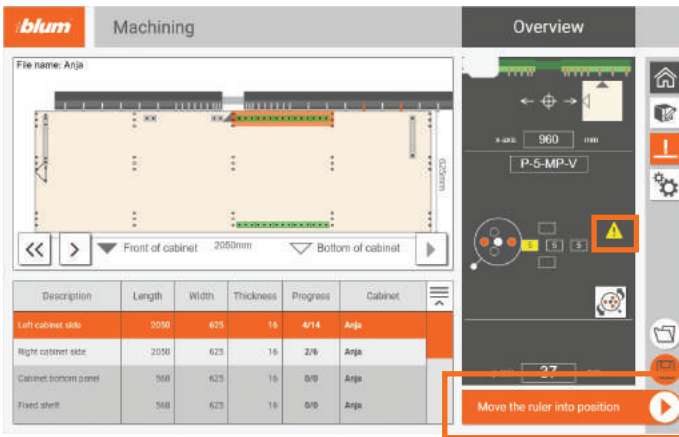 blum
Machining
Overview
File name: Anja
625mm
Front of cabinet
2050mm
Bottom of cabinet
x-axis 960 mm
P-5-MP-V
5 5 5
Description Length Width Thickness Progress Cabinet
Left cabinet side 2050 625 16 4/14 Anja
Right cabinet side 2050 625 16 2/6 Anja
Cabinet bottom panel 568 625 16 0/0 Anja
Fixed shelf 568 625 16 0/0 Anja
37
Move the ruler into position